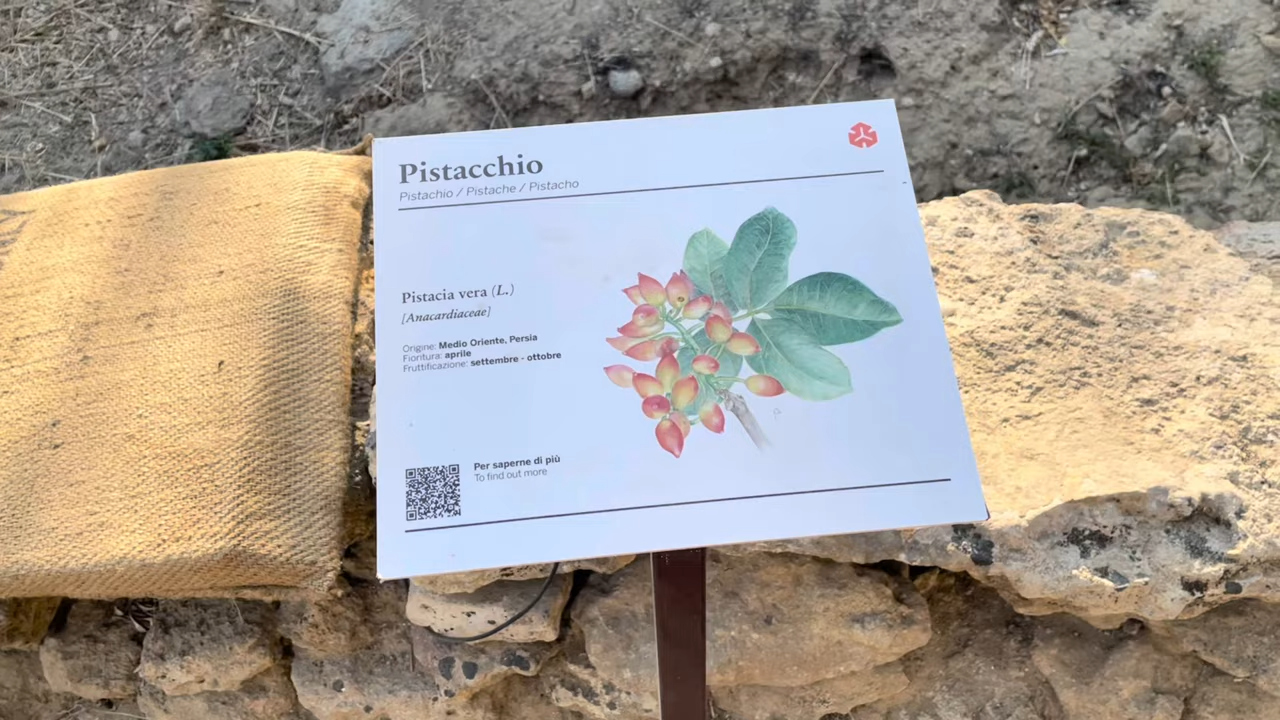 Pistacchio
Pistachio / Pistache / Pistacho
Pistacia vera (L.)
[Anacardiaceae]
Origine: Medio Oriente, Persia
Fioritura: aprile
Fruttificazione: settembre - ottobre
Per saperne di più
To find out more